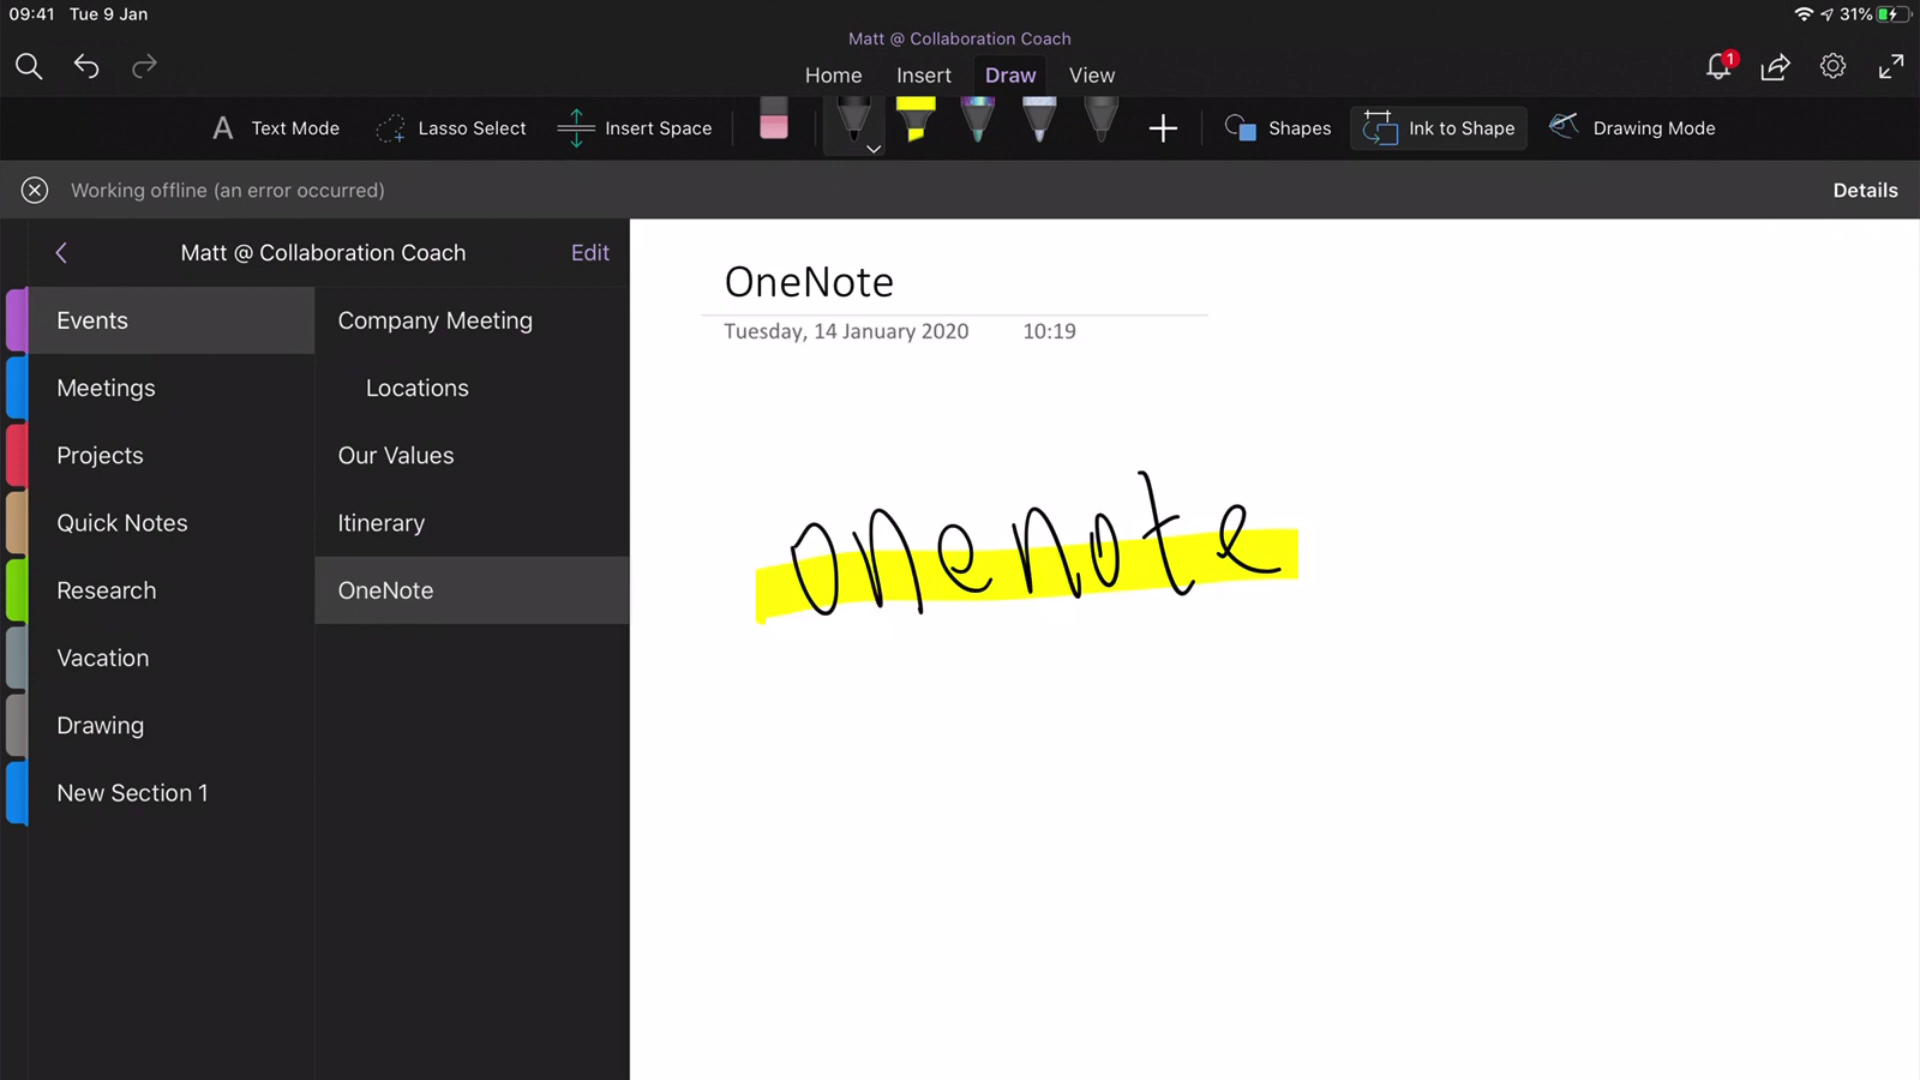 09:41 Tue 9 Jan 31%
Matt @ Collaboration Coach
1
Home Insert Draw View
A Text Mode Lasso Select Insert Space Shapes Ink to Shape Drawing Mode
Working offline (an error occurred) Details
Matt @ Collaboration Coach Edit
Events
Meetings
Projects
Quick Notes
Research
Vacation
Drawing
New Section 1
Company Meeting
Locations
Our Values
Itinerary
OneNote
OneNote
Tuesday, 14 January 2020 10:19
onenote